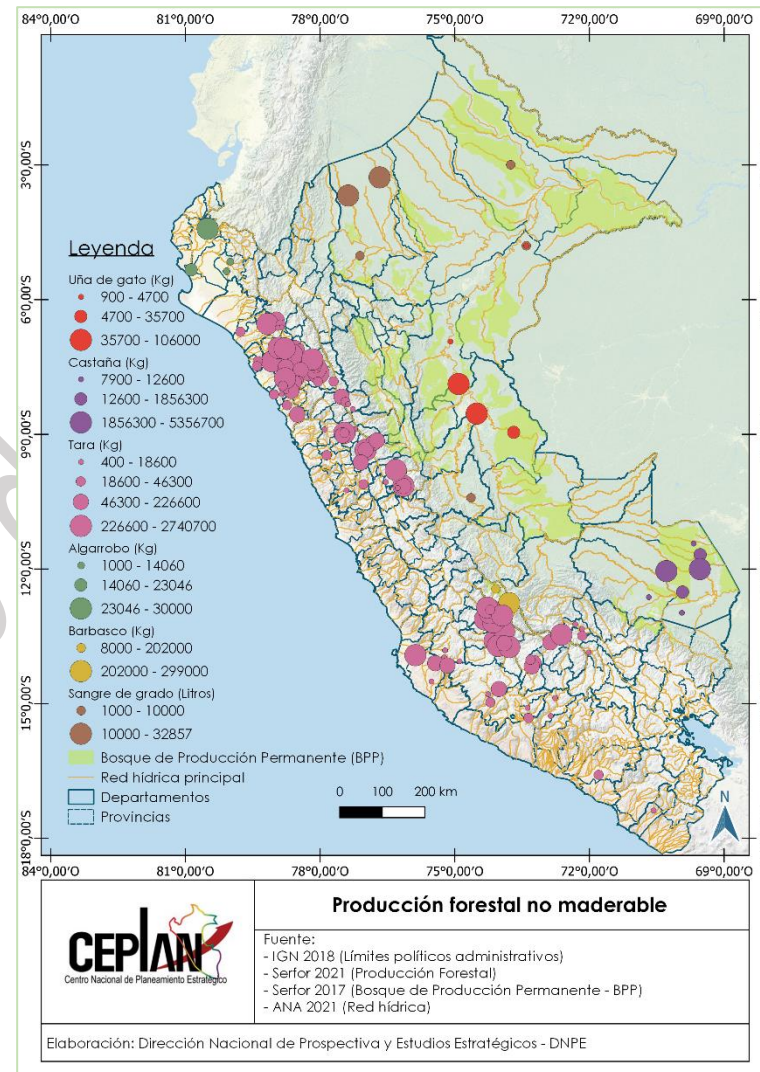 84°0,00'O 81°0,00'O 78°0,00'O 75°0,00'O 72°0,00'O 69°0,00'O
3°0,00'S
6°0,00'S
9°0,00'S
12°0,00'S
15°0,00'S
18°0,00'S
Leyenda
Uña de gato (Kg)
900 - 4700
4700 - 35700
35700 - 106000
Castaña (Kg)
7900 - 12600
12600 - 1856300
1856300 - 5356700
Tara (Kg)
400 - 18600
18600 - 46300
46300 - 226600
226600 - 2740700
Algarrobo (Kg)
1000 - 14060
14060 - 23046
23046 - 30000
Barbasco (Kg)
8000 - 202000
202000 - 299000
Sangre de grado (Litros)
1000 - 10000
10000 - 32857
Bosque de Producción Permanente (BPP)
Red hídrica principal
Departamentos
Provincias
0 100 200 km
N
84°0,00'O 81°0,00'O 78°0,00'O 75°0,00'O 72°0,00'O 69°0,00'O
CEPLAN
Centro Nacional de Planeamiento Estratégico
Producción forestal no maderable
Fuente:
- IGN 2018 (Límites políticos administrativos)
- Serfor 2021 (Producción Forestal)
- Serfor 2017 (Bosque de Producción Permanente - BPP)
- ANA 2021 (Red hídrica)
Elaboración: Dirección Nacional de Prospectiva y Estudios Estratégicos - DNPE